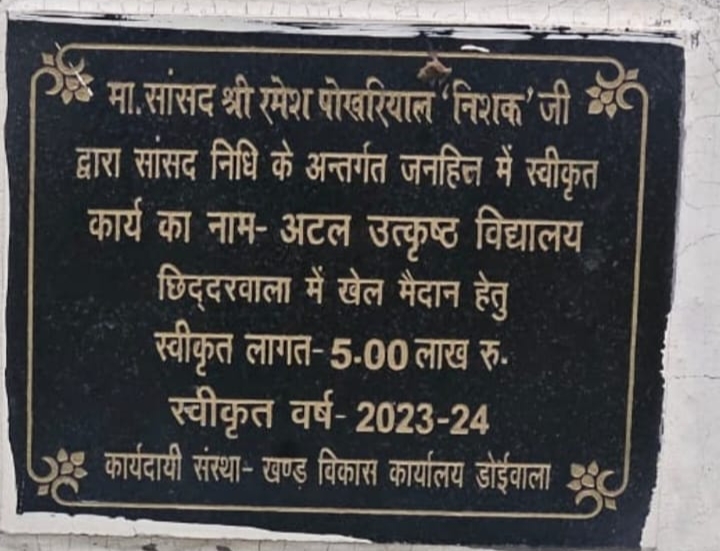 मा. सांसद श्री रमेश पोखरियाल 'निशक' जी
द्वारा सांसद निधि के अन्तर्गत जनहित में स्वीकृत
कार्य का नाम- अटल उत्कृष्ठ विद्यालय
छिद्दरवाला में खेल मैदान हेतु
स्वीकृत लागत- 5.00 लाख रु.
स्वीकृत वर्ष- 2023-24
कार्यदायी संस्था- खण्ड विकास कार्यालय डोईवाला